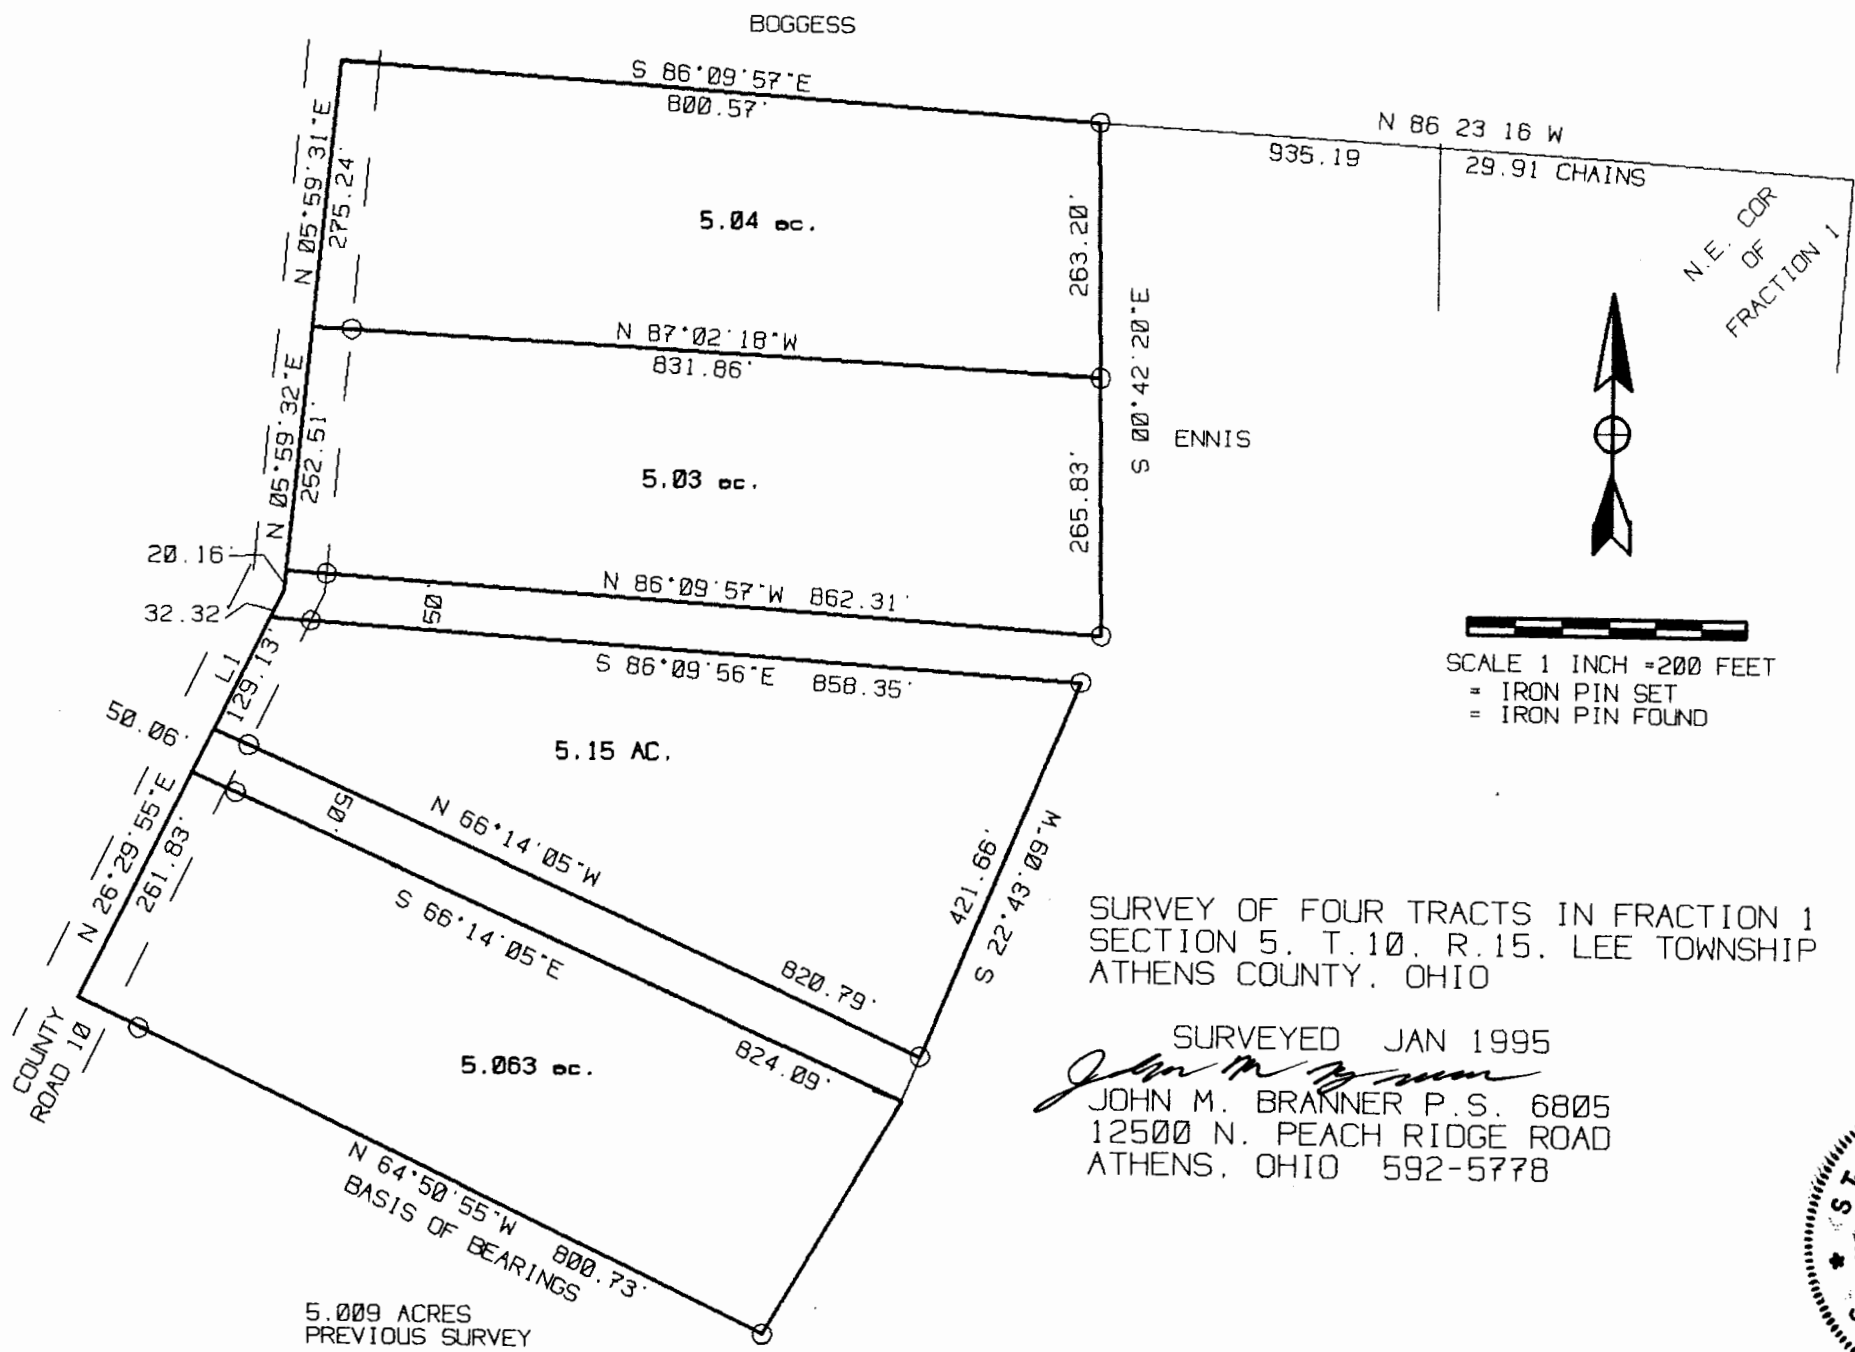 BOGGESS
S 86°09'57"E
800.57'
N 86 23 16 W
935.19
29.91 CHAINS
N.E. COR
OF
FRACTION 1
N 05°59'31"E
275.24'
5.04 ac.
263.20'
N 87°02'18"W
831.86'
S 00°42'20"E
ENNIS
N 05°59'32"E
252.51'
5.03 ac.
265.83'
20.16'
32.32'
N 86°09'57"W 862.31'
50'
S 86°09'56"E 858.35'
SCALE 1 INCH =200 FEET
= IRON PIN SET
= IRON PIN FOUND
L1
129.13'
50.06'
5.15 AC.
50'
N 66°14'05"W
820.79'
421.66'
S 22°43'09"W
N 26°29'55"E
261.83'
S 66°14'05"E
824.09'
SURVEY OF FOUR TRACTS IN FRACTION 1
SECTION 5, T.10, R.15, LEE TOWNSHIP
ATHENS COUNTY, OHIO
SURVEYED JAN 1995
JOHN M. BRANNER P.S. 6805
12500 N. PEACH RIDGE ROAD
ATHENS, OHIO 592-5778
COUNTY
ROAD 10
5.063 ac.
N 64°50'55"W 800.73'
BASIS OF BEARINGS
5.009 ACRES
PREVIOUS SURVEY